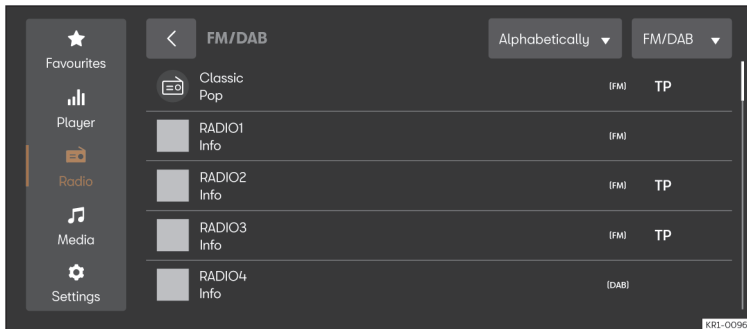 Favourites
Player
Radio
Media
Settings
FM/DAB
Alphabetically
FM/DAB
Classic
Pop
(FM)
TP
RADIO1
Info
(FM)
RADIO2
Info
(FM)
TP
RADIO3
Info
(FM)
TP
RADIO4
Info
(DAB)
KR1-0096